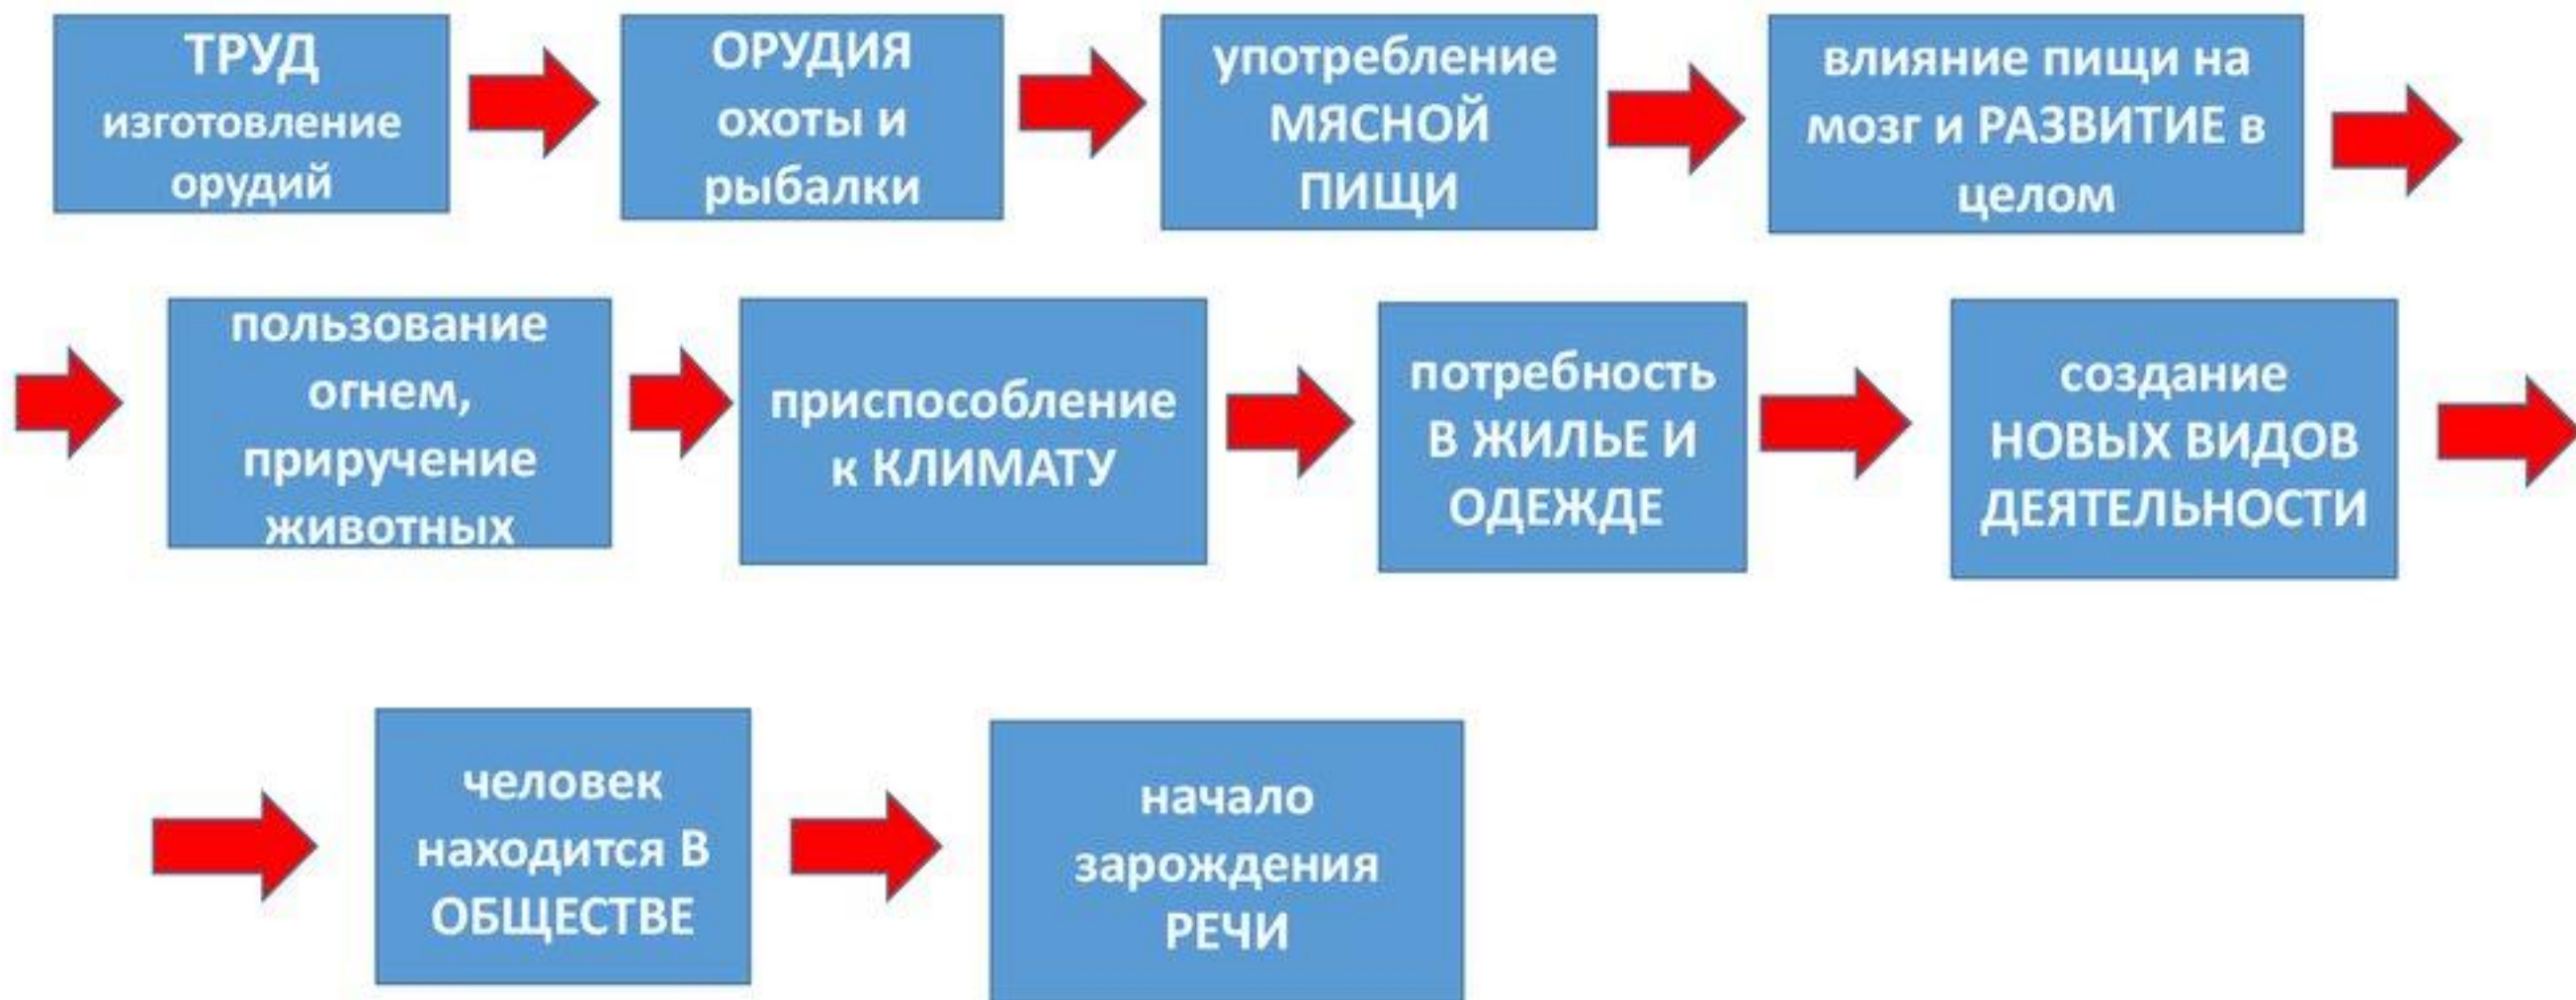 ТРУД
изготовление
орудий
ОРУДИЯ
охоты и
рыбалки
употребление
МЯСНОЙ
ПИЩИ
влияние пищи на
мозг и РАЗВИТИЕ в
целом
пользование
огнем,
приручение
животных
приспособление
к КЛИМАТУ
потребность
В ЖИЛЬЕ И
ОДЕЖДЕ
создание
НОВЫХ ВИДОВ
ДЕЯТЕЛЬНОСТИ
человек
находится В
ОБЩЕСТВЕ
начало
зарождения
РЕЧИ